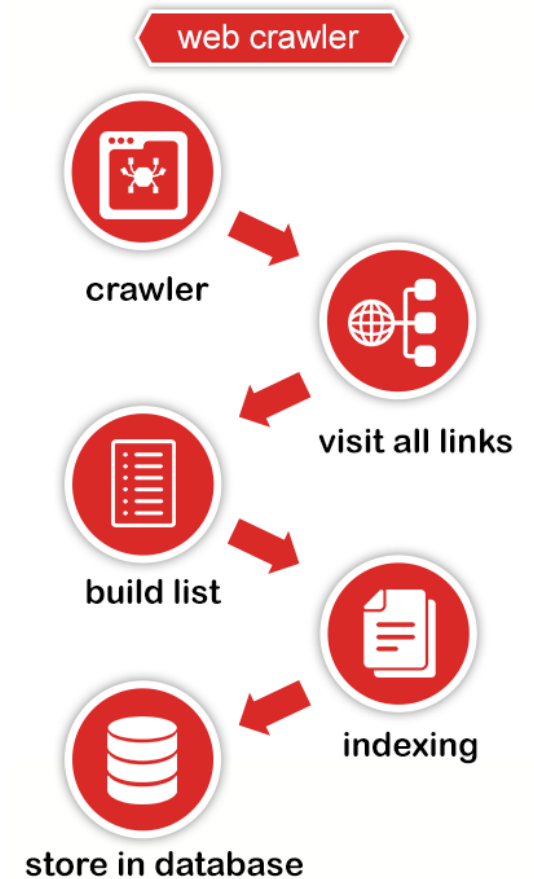 web crawler
crawler
visit all links
build list
indexing
store in database